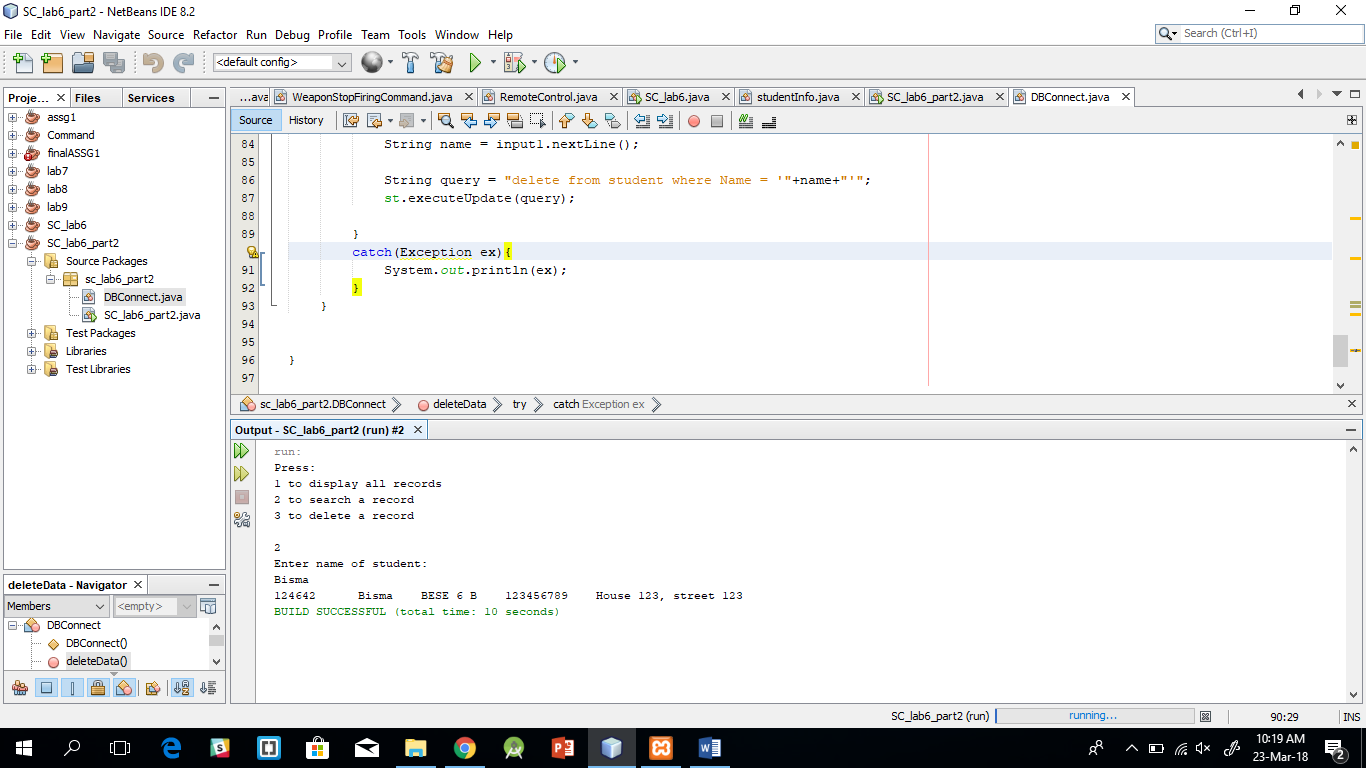 SC_lab6_part2 - NetBeans IDE 8.2
File Edit View Navigate Source Refactor Run Debug Profile Team Tools Window Help
Search (Ctrl+I)
<default config>
Proje... Files Services
assg1
Command
finalASSG1
lab7
lab8
lab9
SC_lab6
SC_lab6_part2
Source Packages
sc_lab6_part2
DBConnect.java
SC_lab6_part2.java
Test Packages
Libraries
Test Libraries
...ava WeaponStopFiringCommand.java RemoteControl.java SC_lab6.java studentInfo.java SC_lab6_part2.java DBConnect.java
Source History
84 String name = input1.nextLine();
85
86 String query = "delete from student where Name = '"+name+"'";
87 st.executeUpdate(query);
88
89 }
catch(Exception ex){
91 System.out.println(ex);
92 }
93 }
94
95
96 }
97
sc_lab6_part2.DBConnect deleteData try catch Exception ex
Output - SC_lab6_part2 (run) #2
run:
Press:
1 to display all records
2 to search a record
3 to delete a record
2
Enter name of student:
Bisma
124642 Bisma BESE 6 B 123456789 House 123, street 123
BUILD SUCCESSFUL (total time: 10 seconds)
deleteData - Navigator
Members <empty>
DBConnect
DBConnect()
deleteData()
SC_lab6_part2 (run) running... 90:29 INS
10:19 AM
23-Mar-18
2